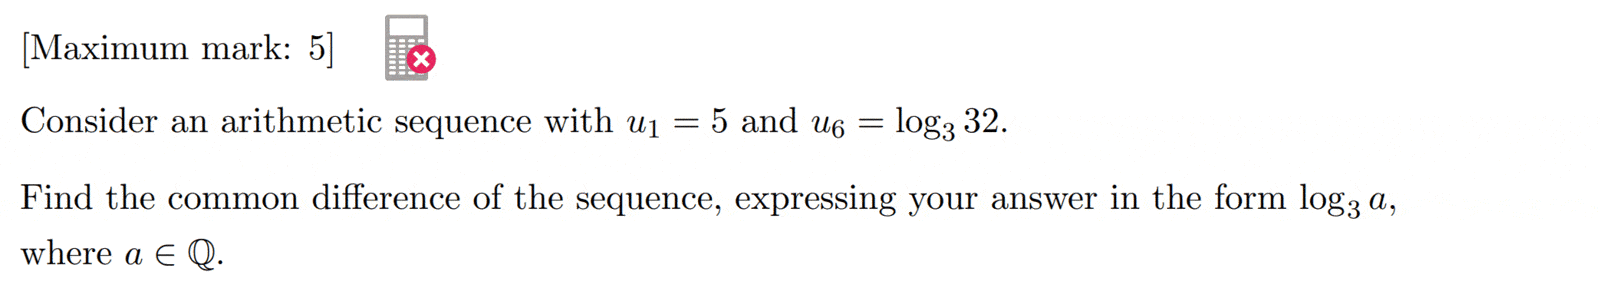 [Maximum mark: 5]
Consider an arithmetic sequence with u₁ = 5 and u₆ = log₃ 32.
Find the common difference of the sequence, expressing your answer in the form log₃ a,
where a ∈ ℚ.